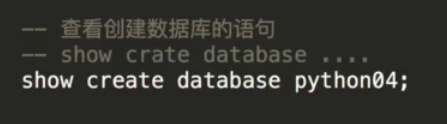 -- 查看创建数据库的语句
-- show crate database ....
show create database python04;